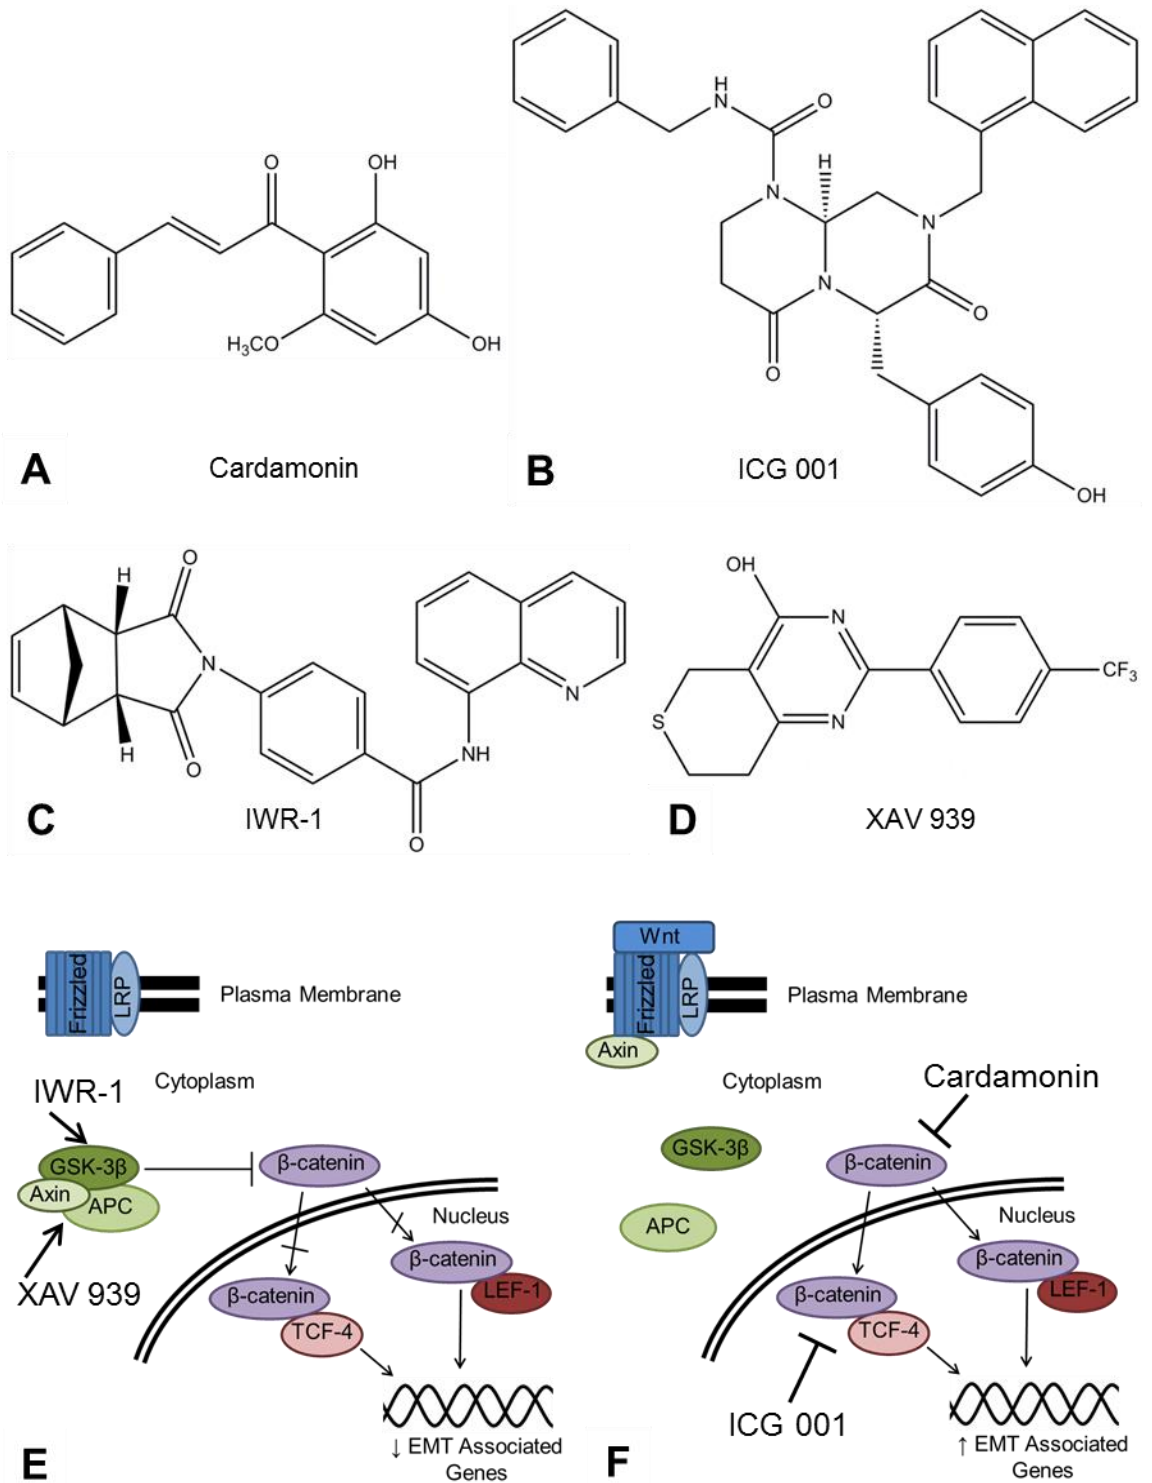 O
OH
H₃CO
OH
A
Cardamonin
H
N
O
N
H
N
N
O
O
OH
B
ICG 001
O
H
N
H
O
N
NH
O
C
IWR-1
OH
N
N
S
CF₃
D
XAV 939
Frizzled
LRP
Plasma Membrane
Cytoplasm
IWR-1
GSK-3β
Axin
APC
XAV 939
β-catenin
Nucleus
β-catenin
LEF-1
β-catenin
TCF-4
↓ EMT Associated
Genes
E
Wnt
Frizzled
LRP
Plasma Membrane
Axin
Cytoplasm
Cardamonin
GSK-3β
APC
β-catenin
Nucleus
β-catenin
LEF-1
β-catenin
TCF-4
ICG 001
↑ EMT Associated
Genes
F